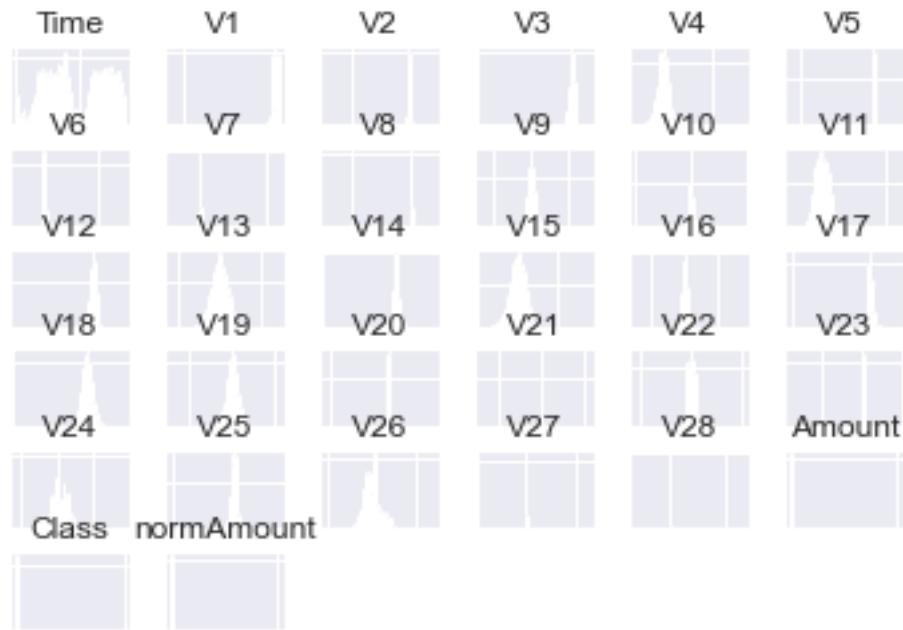 Time V1 V2 V3 V4 V5
V6 V7 V8 V9 V10 V11
V12 V13 V14 V15 V16 V17
V18 V19 V20 V21 V22 V23
V24 V25 V26 V27 V28 Amount
Class normAmount